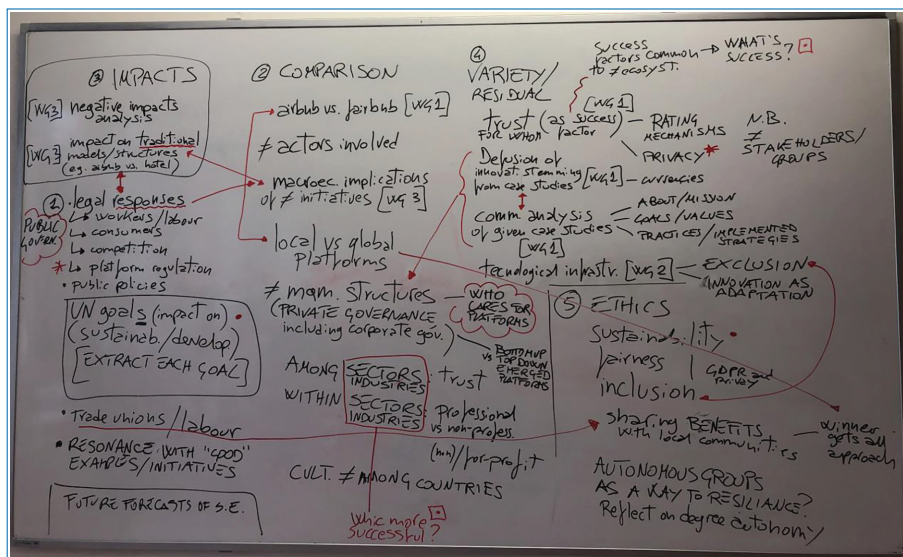 ③ IMPACTS
[WG3] negative impacts
analysis
[WG3] impact on traditional
models/structures
(eg. airbnb vs. hotel)
① · legal responses
PUBLIC
GOVERN.
↳ workers/labour
↳ consumers
↳ competition
* ↳ platform regulation
· Public policies
UN goals (impact on)
(sustainab./develop)
[EXTRACT EACH GOAL]
· Trade unions/labour
· RESONANCE WITH "GOOD"
EXAMPLES/INITIATIVES
FUTURE FORECASTS OF S.E.
② COMPARISON
airbnb vs. fairbnb [WG1]
≠ actors involved
macroec. implications
of ≠ initiatives [WG3]
local vs global
platforms
≠ mgm. structures
(PRIVATE GOVERNANCE
including corporate gov.)
WHO
CARES FOR
PLATFORMS
BOTTOM UP
vs TOP DOWN
EMERGED
PLATFORMS
AMONG SECTORS
INDUSTRIES : trust
WITHIN SECTORS
INDUSTRIES : professional
vs non-profess.
/for-profit
CULT. ≠ AMONG COUNTRIES
Whic more
successful?
④
VARIETY/
RESIDUAL
success
factors common
to ≠ ecosyst.
→ WHAT'S
SUCCESS?
[WG1]
trust (as success
FOR WHOM factor)
RATING
MECHANISMS
PRIVACY *
N.B.
≠
STAKEHOLDERS/
GROUPS
Defusion of
innovat. stemming
from case studies [WG1] - currencies
comm analysis
of given case studies
[WG1]
ABOUT/MISSION
GOALS/VALUES
PRACTICES/IMPLEMENTED
STRATEGIES
tecnological infrastr. [WG2] - EXCLUSION
INNOVATION AS
ADAPTATION
⑤ ETHICS
sustainability
fairness
inclusion
GDPR and
privacy
sharing BENEFITS
with local communities
winner
gets all
approach
AUTONOMOUS GROUPS
AS A WAY TO RESILIANCE?
Reflect on degree autonomy